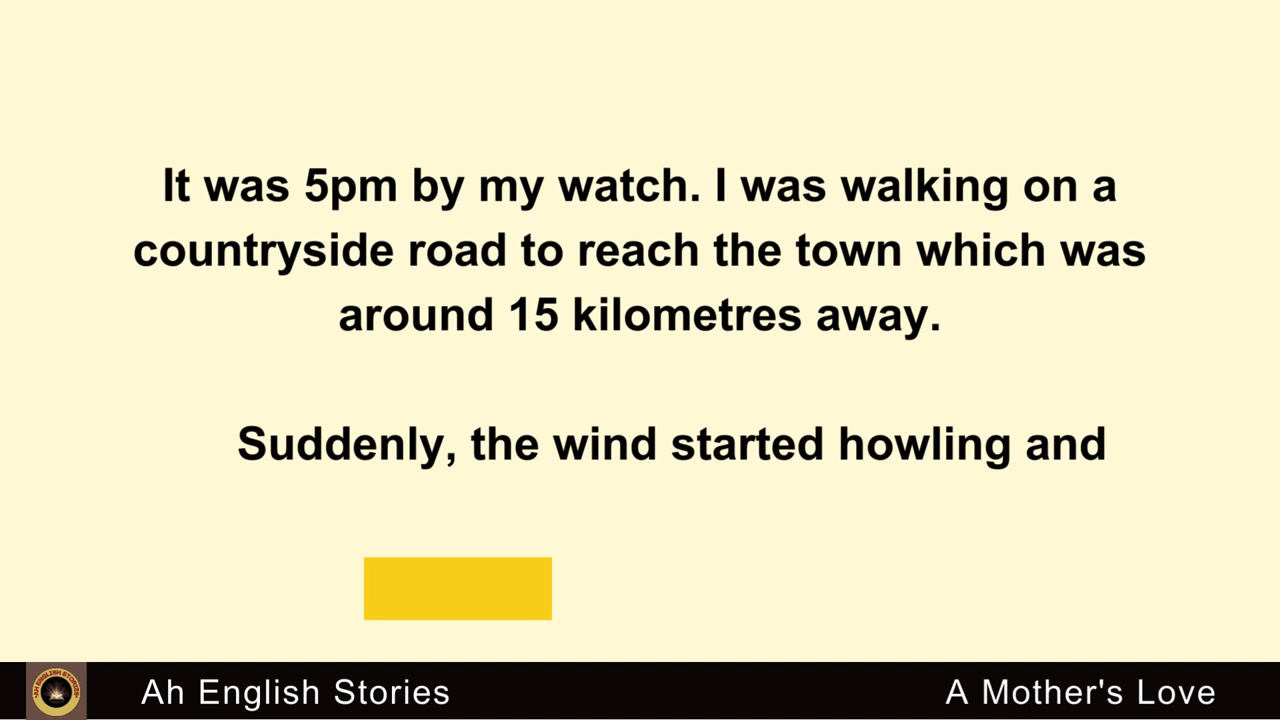 It was 5pm by my watch. I was walking on a
countryside road to reach the town which was
around 15 kilometres away.
Suddenly, the wind started howling and
Ah English Stories
A Mother's Love